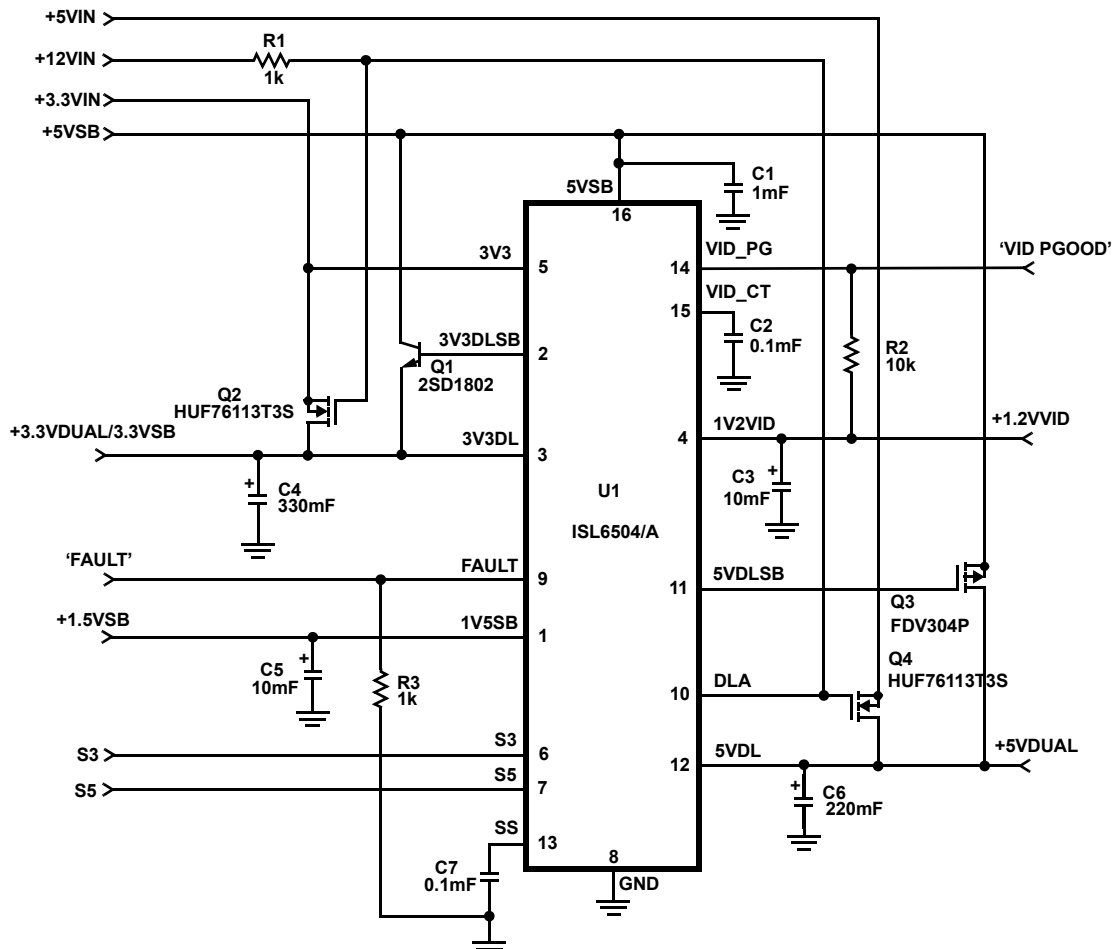 +5VIN
+12VIN
R1
1k
+3.3VIN
+5VSB
C1
1mF
5VSB
16
3V3
5
VID_PG
14
‘VID PGOOD’
VID_CT
15
C2
0.1mF
3V3DLSB
2
Q1
2SD1802
R2
10k
Q2
HUF76113T3S
+3.3VDUAL/3.3VSB
3V3DL
3
1V2VID
4
+1.2VVID
C3
10mF
C4
330mF
U1
ISL6504/A
‘FAULT’
FAULT
9
5VDLSB
11
Q3
FDV304P
+1.5VSB
1V5SB
1
C5
10mF
R3
1k
Q4
HUF76113T3S
DLA
10
S3
S3
6
5VDL
12
+5VDUAL
S5
S5
7
C6
220mF
SS
13
C7
0.1mF
8
GND